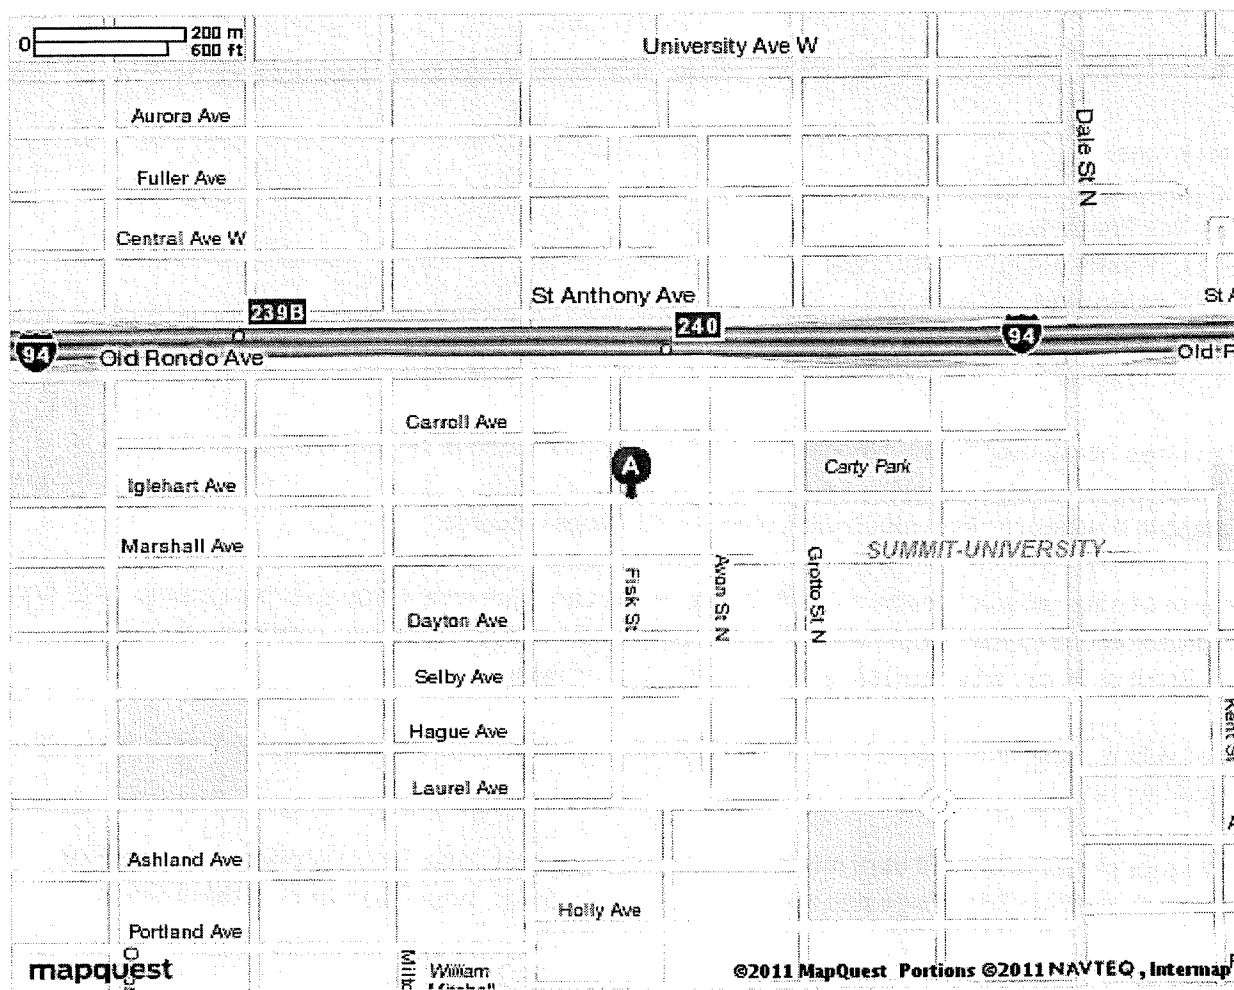 0 200 m
600 ft
University Ave W
Aurora Ave
Dale St N
Fuller Ave
Central Ave W
St Anthony Ave
239B
240
94
94
Old Rondo Ave
Carroll Ave
A
Carty Park
Iglehart Ave
Marshall Ave
SUMMIT-UNIVERSITY
Fisk St
Avon St N
Grotto St N
Dayton Ave
Selby Ave
Hague Ave
Kent St
Laurel Ave
Ashland Ave
Holly Ave
Portland Ave
mapquest
William
©2011 MapQuest Portions ©2011 NAVTEQ, Intermap